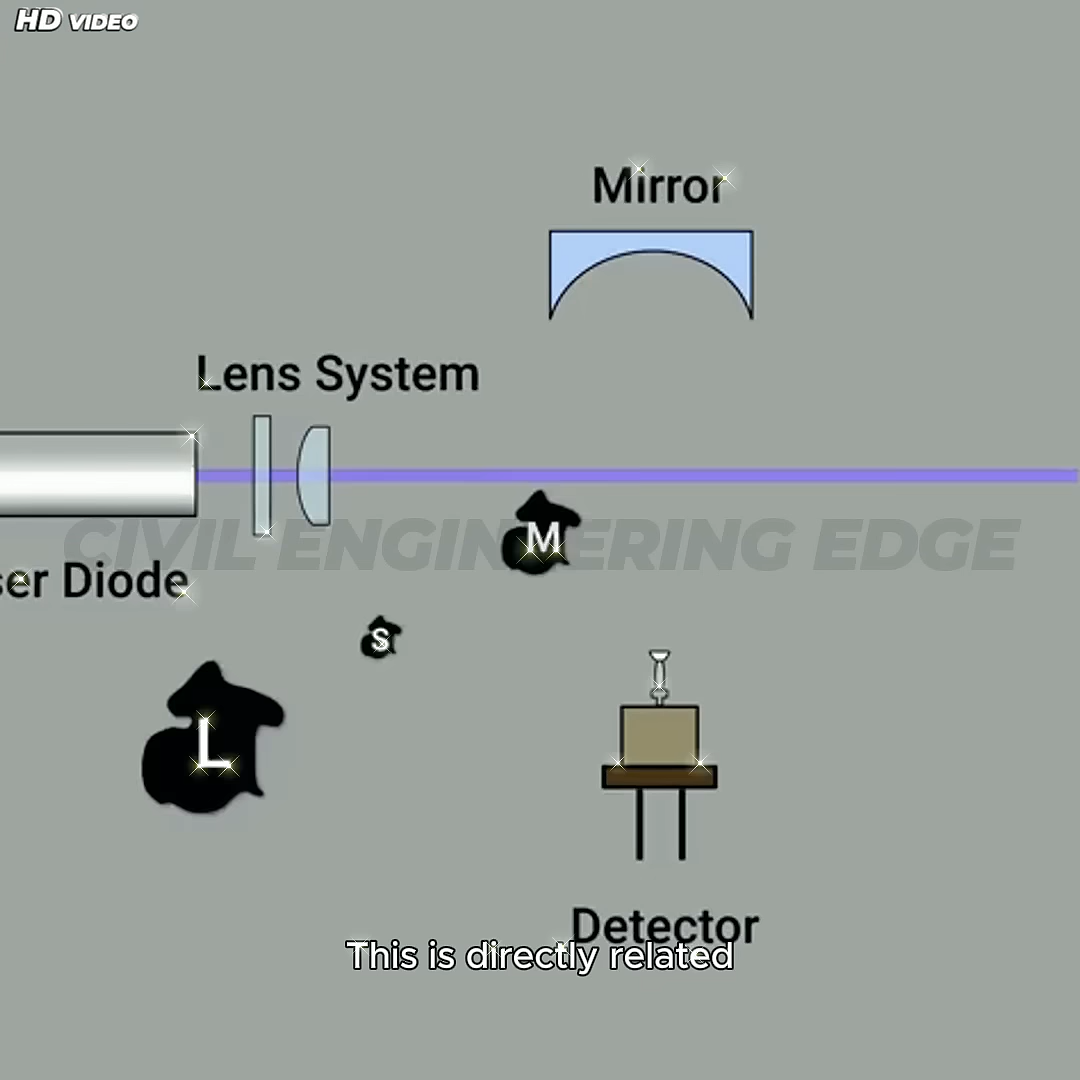 HD VIDEO
Mirror
Lens System
M
CIVIL ENGINEERING EDGE
ser Diode
S
L
Detector
This is directly related